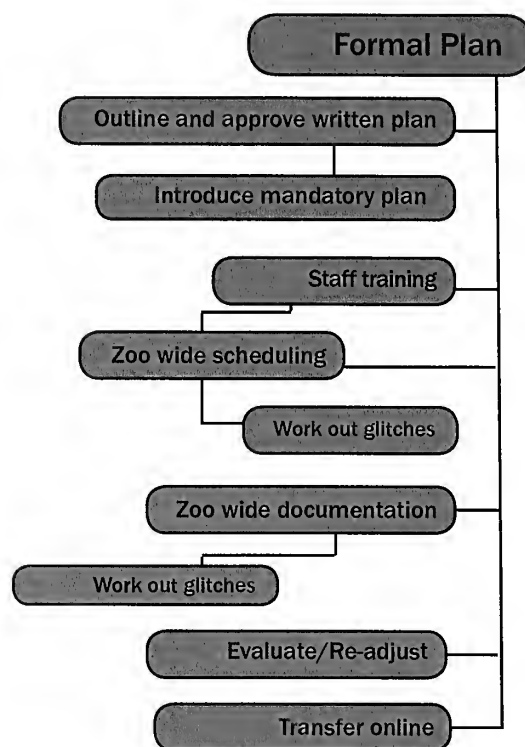 Formal Plan
Outline and approve written plan
Introduce mandatory plan
Staff training
Zoo wide scheduling
Work out glitches
Zoo wide documentation
Work out glitches
Evaluate/Re-adjust
Transfer online